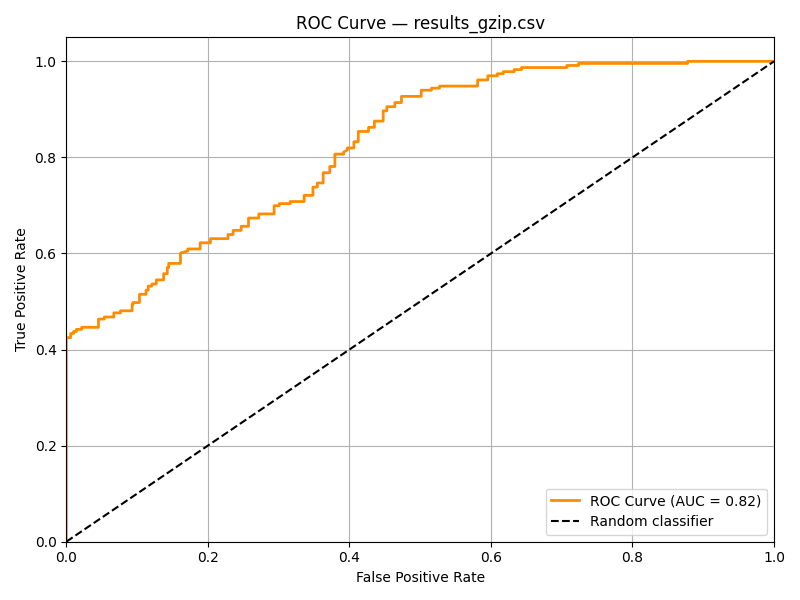 ROC Curve — results_gzip.csv
1.0
0.8
0.6
0.4
0.2
0.0
True Positive Rate
ROC Curve (AUC = 0.82)
Random classifier
0.0 0.2 0.4 0.6 0.8 1.0
False Positive Rate